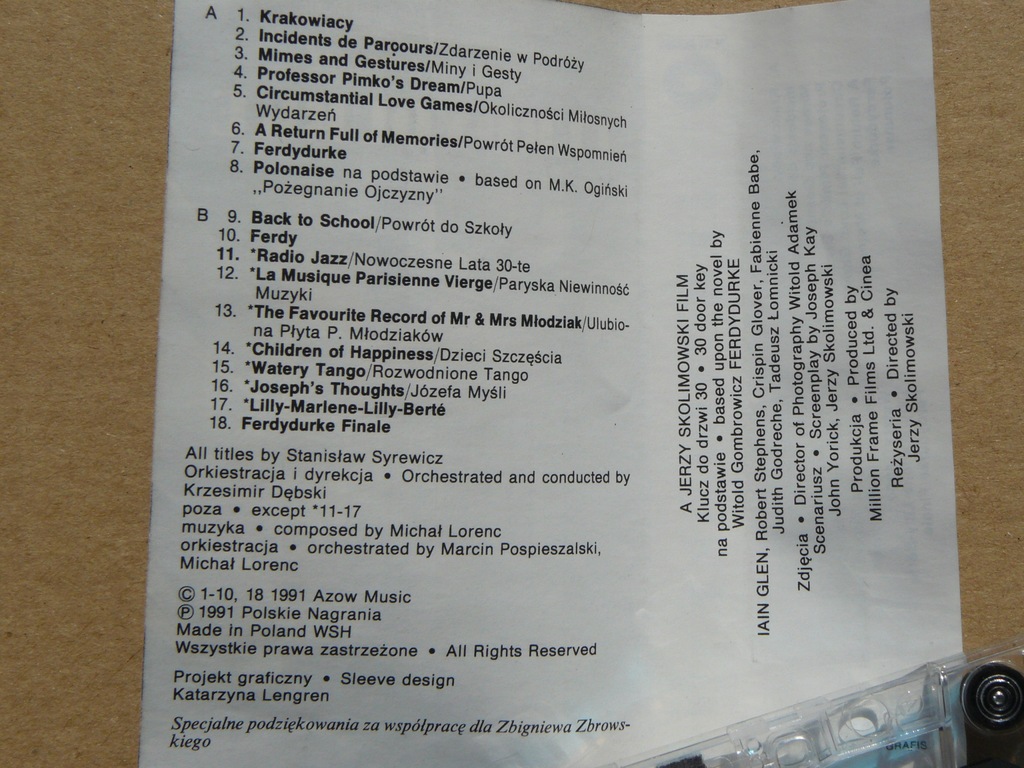 A 1. Krakowiacy
2. Incidents de Parçours/Zdarzenie w Podróży
3. Mimes and Gestures/Miny i Gesty
4. Professor Pimko's Dream/Pupa
5. Circumstantial Love Games/Okoliczności Miłosnych
Wydarzeń
6. A Return Full of Memories/Powrót Pełen Wspomnień
7. Ferdydurke
8. Polonaise na podstawie • based on M.K. Ogiński
,,Pożegnanie Ojczyzny''
B 9. Back to School/Powrót do Szkoły
10. Ferdy
11. *Radio Jazz/Nowoczesne Lata 30-te
12. *La Musique Parisienne Vierge/Paryska Niewinność
Muzyki
13. *The Favourite Record of Mr & Mrs Młodziak/Ulubio-
na Płyta P. Młodziaków
14. *Children of Happiness/Dzieci Szczęścia
15. *Watery Tango/Rozwodnione Tango
16. *Joseph's Thoughts/Józefa Myśli
17. *Lilly-Marlene-Lilly-Berté
18. Ferdydurke Finale
All titles by Stanisław Syrewicz
Orkiestracja i dyrekcja • Orchestrated and conducted by
Krzesimir Dębski
poza • except *11-17
muzyka • composed by Michał Lorenc
orkiestracja • orchestrated by Marcin Pospieszalski,
Michał Lorenc
© 1-10, 18 1991 Azow Music
℗ 1991 Polskie Nagrania
Made in Poland WSH
Wszystkie prawa zastrzeżone • All Rights Reserved
Projekt graficzny • Sleeve design
Katarzyna Lengren
Specjalne podziękowania za współpracę dla Zbigniewa Zbrows-
kiego
A JERZY SKOLIMOWSKI FILM
Klucz do drzwi 30 • 30 door key
na podstawie • based upon the novel by
Witold Gombrowicz FERDYDURKE
IAIN GLEN, Robert Stephens, Crispin Glover, Fabienne Babe,
Judith Godreche, Tadeusz Łomnicki
Zdjęcia • Director of Photography Witold Adamek
Scenariusz • Screenplay by Joseph Kay
John Yorick, Jerzy Skolimowski
Produkcja • Produced by
Million Frame Films Ltd. & Cinea
Reżyseria • Directed by
Jerzy Skolimowski
GRAFIS